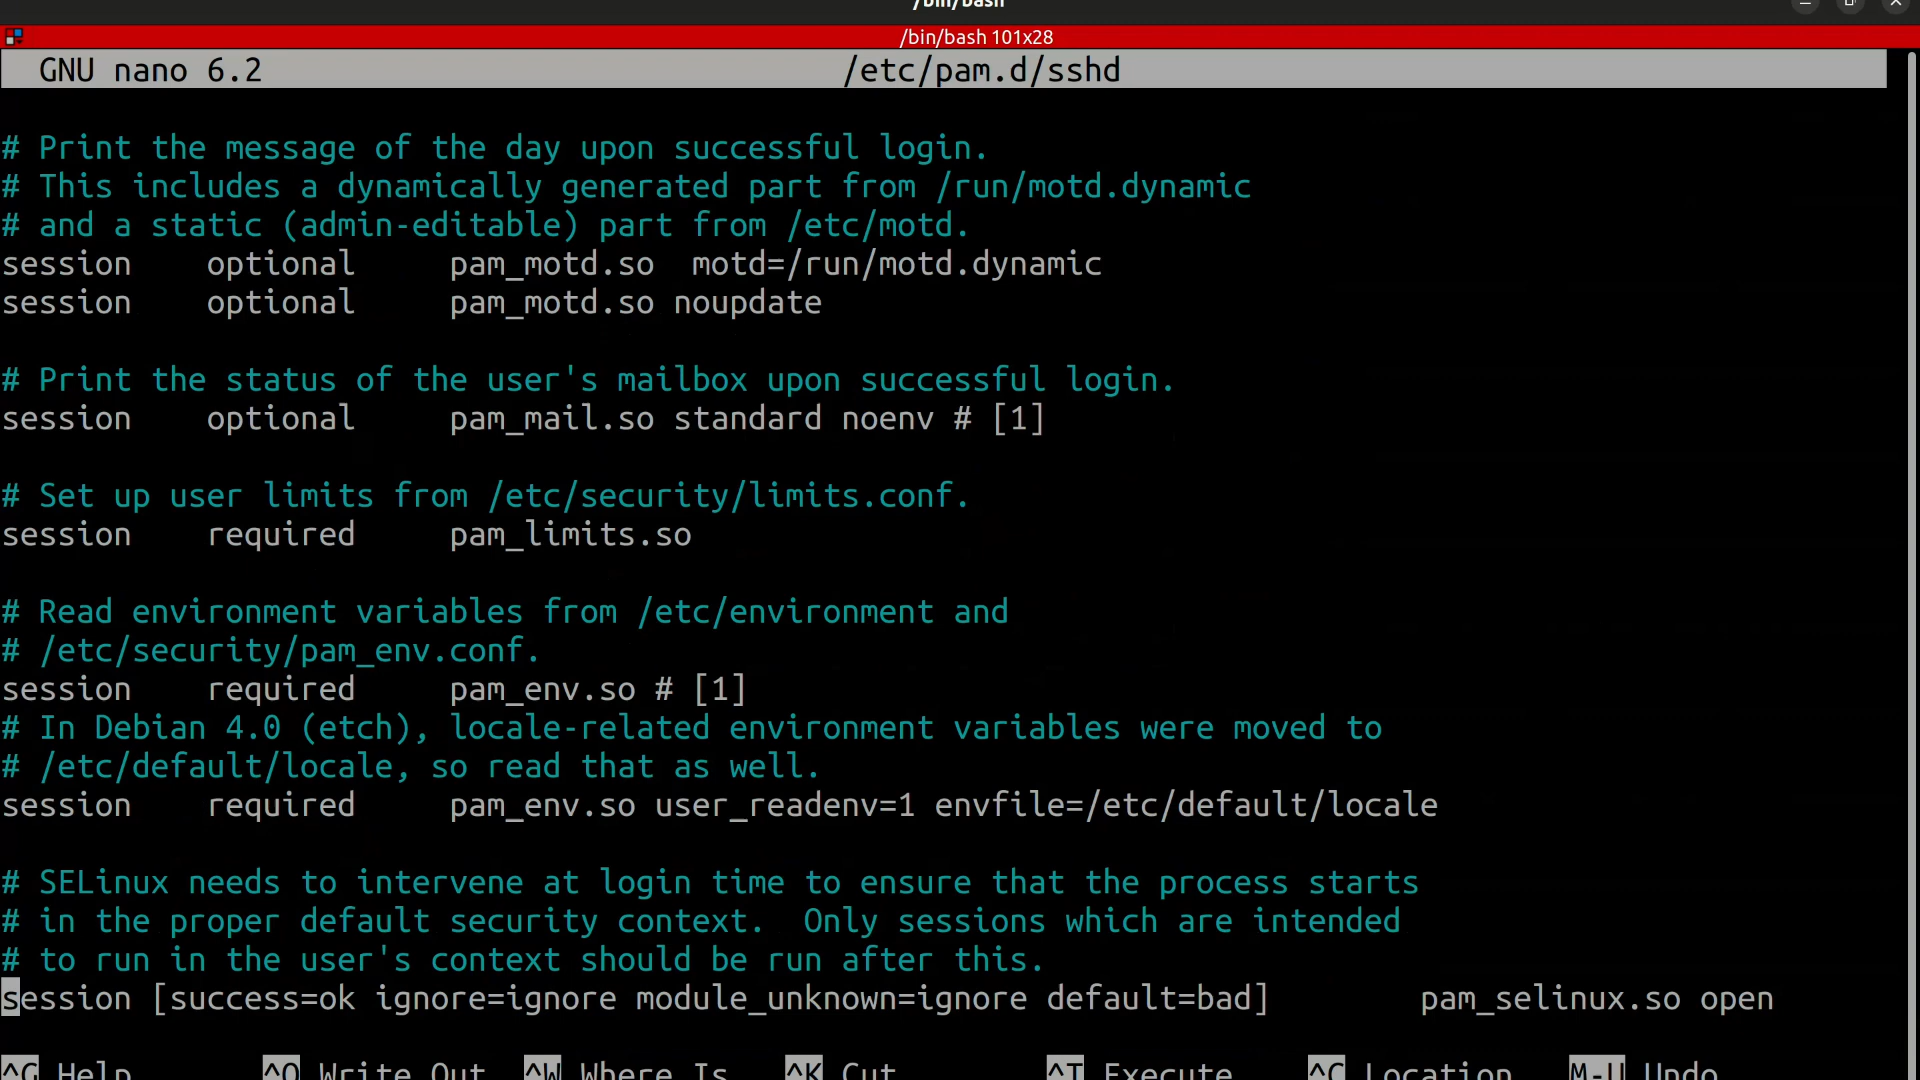 /bin/bash
/bin/bash 101x28
GNU nano 6.2 /etc/pam.d/sshd
# Print the message of the day upon successful login.
# This includes a dynamically generated part from /run/motd.dynamic
# and a static (admin-editable) part from /etc/motd.
session    optional     pam_motd.so  motd=/run/motd.dynamic
session    optional     pam_motd.so noupdate
# Print the status of the user's mailbox upon successful login.
session    optional     pam_mail.so standard noenv # [1]
# Set up user limits from /etc/security/limits.conf.
session    required     pam_limits.so
# Read environment variables from /etc/environment and
# /etc/security/pam_env.conf.
session    required     pam_env.so # [1]
# In Debian 4.0 (etch), locale-related environment variables were moved to
# /etc/default/locale, so read that as well.
session    required     pam_env.so user_readenv=1 envfile=/etc/default/locale
# SELinux needs to intervene at login time to ensure that the process starts
# in the proper default security context.  Only sessions which are intended
# to run in the user's context should be run after this.
session [success=ok ignore=ignore module_unknown=ignore default=bad]        pam_selinux.so open
^G Help ^O Write Out ^W Where Is ^K Cut ^T Execute ^C Location M-U Undo